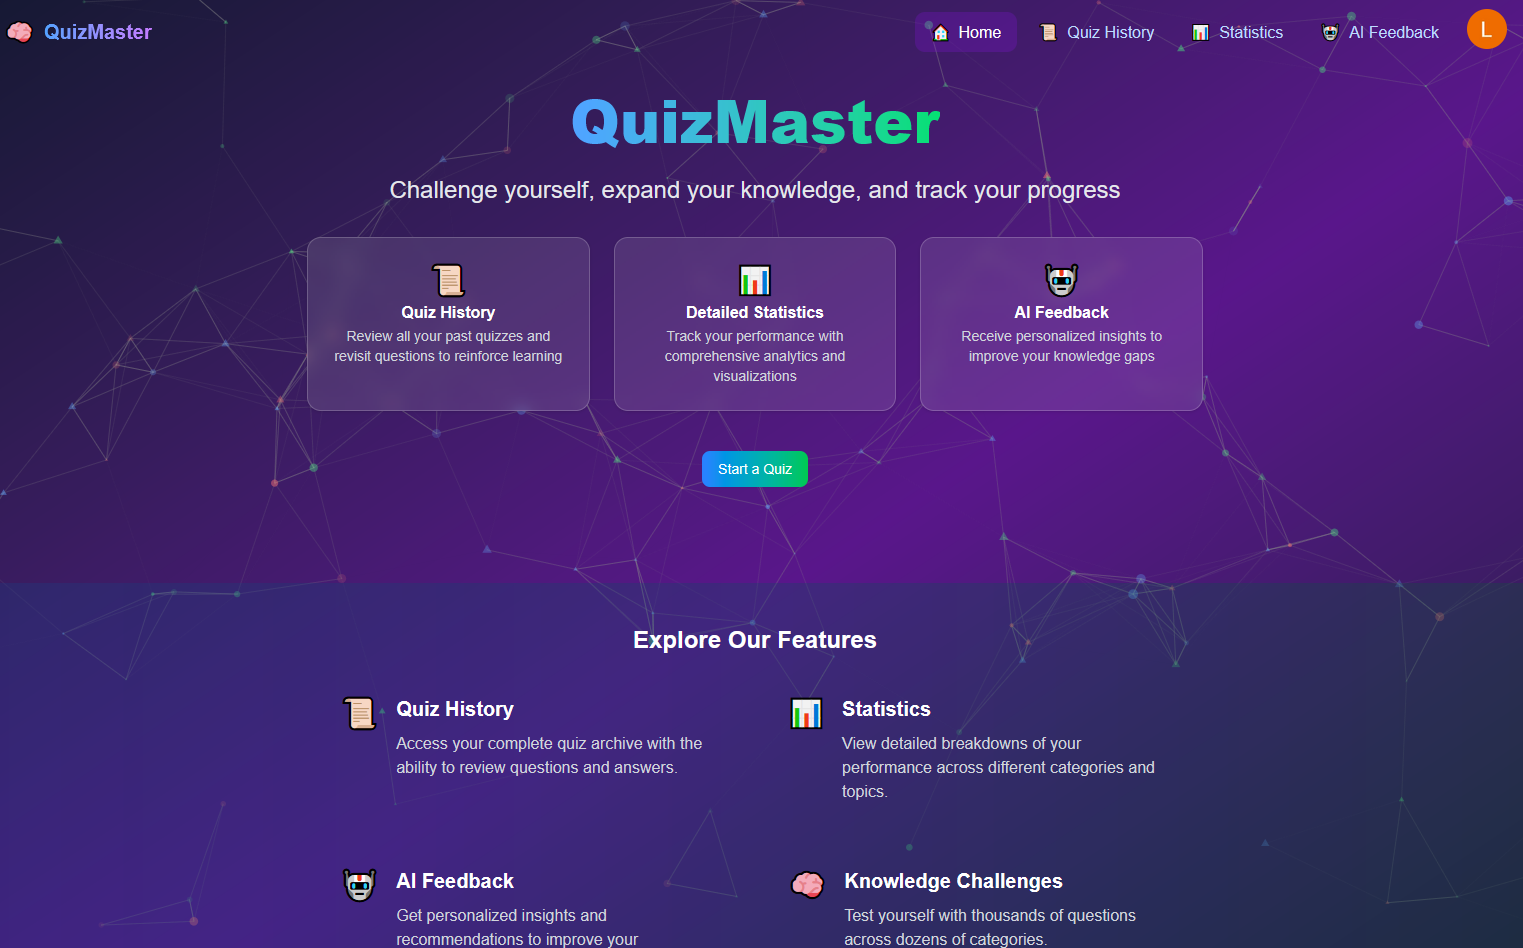 QuizMaster
Home
Quiz History
Statistics
AI Feedback
L
QuizMaster
Challenge yourself, expand your knowledge, and track your progress
Quiz History
Review all your past quizzes and
revisit questions to reinforce learning
Detailed Statistics
Track your performance with
comprehensive analytics and
visualizations
AI Feedback
Receive personalized insights to
improve your knowledge gaps
Start a Quiz
Explore Our Features
Quiz History
Access your complete quiz archive with the
ability to review questions and answers.
Statistics
View detailed breakdowns of your
performance across different categories and
topics.
AI Feedback
Get personalized insights and
recommendations to improve your
Knowledge Challenges
Test yourself with thousands of questions
across dozens of categories.